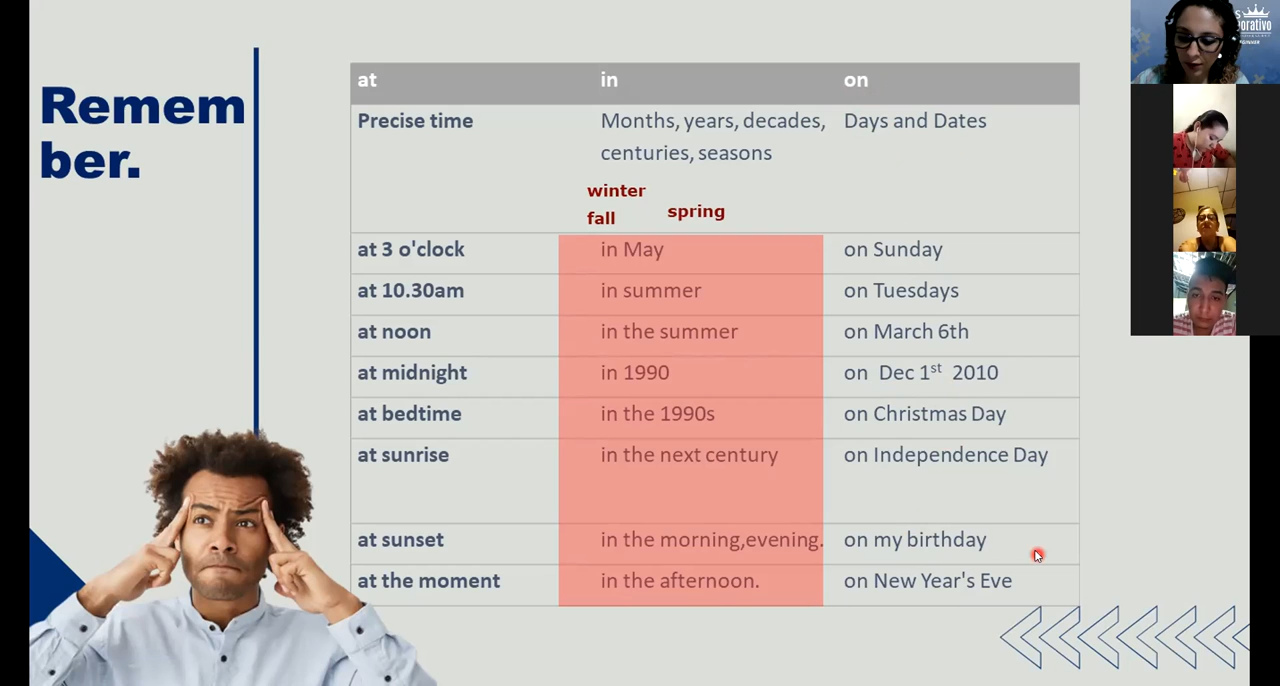 Remem
ber.
at in on
Precise time Months, years, decades, Days and Dates
centuries, seasons
winter
spring
fall
at 3 o'clock in May on Sunday
at 10.30am in summer on Tuesdays
at noon in the summer on March 6th
at midnight in 1990 on Dec 1st 2010
at bedtime in the 1990s on Christmas Day
at sunrise in the next century on Independence Day
at sunset in the morning,evening. on my birthday
at the moment in the afternoon. on New Year's Eve
orativo